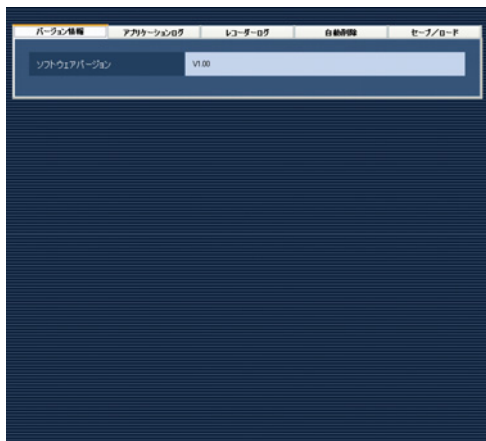 バージョン情報
アプリケーションログ
レコーダーログ
自動削除
セーブ/ロード
ソフトウェアバージョン
V1.00